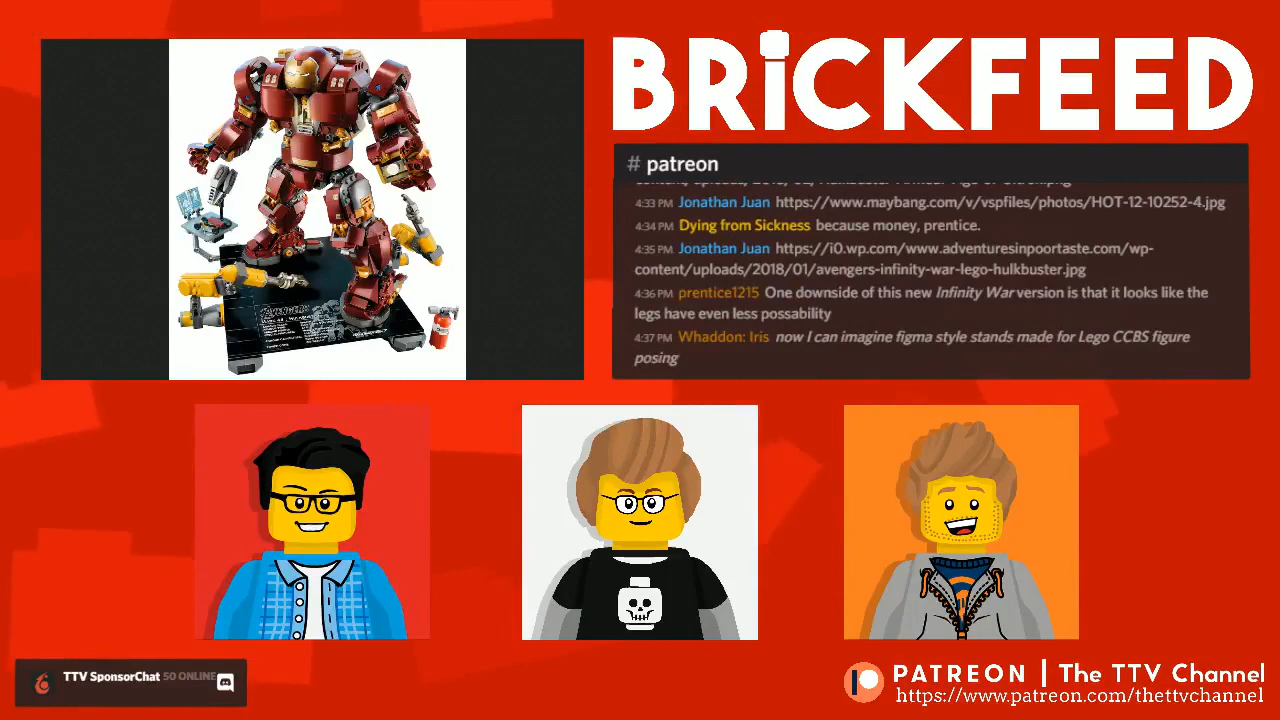 BRICKFEED
# patreon
4:33 PM Jonathan Juan https://www.maybang.com/v/vspfiles/photos/HOT-12-10252-4.jpg
4:34 PM Dying from Sickness because money, prentice.
4:35 PM Jonathan Juan https://i0.wp.com/www.adventuresinpoortaste.com/wp-
content/uploads/2018/01/avengers-infinity-war-lego-hulkbuster.jpg
4:36 PM prentice1215 One downside of this new Infinity War version is that it looks like the
legs have even less possability
4:37 PM Whaddon: Iris now I can imagine figma style stands made for Lego CCBS figure
posing
AVENGERS
TTV SponsorChat 50 ONLINE
PATREON | The TTV Channel
https://www.patreon.com/thettvchannel